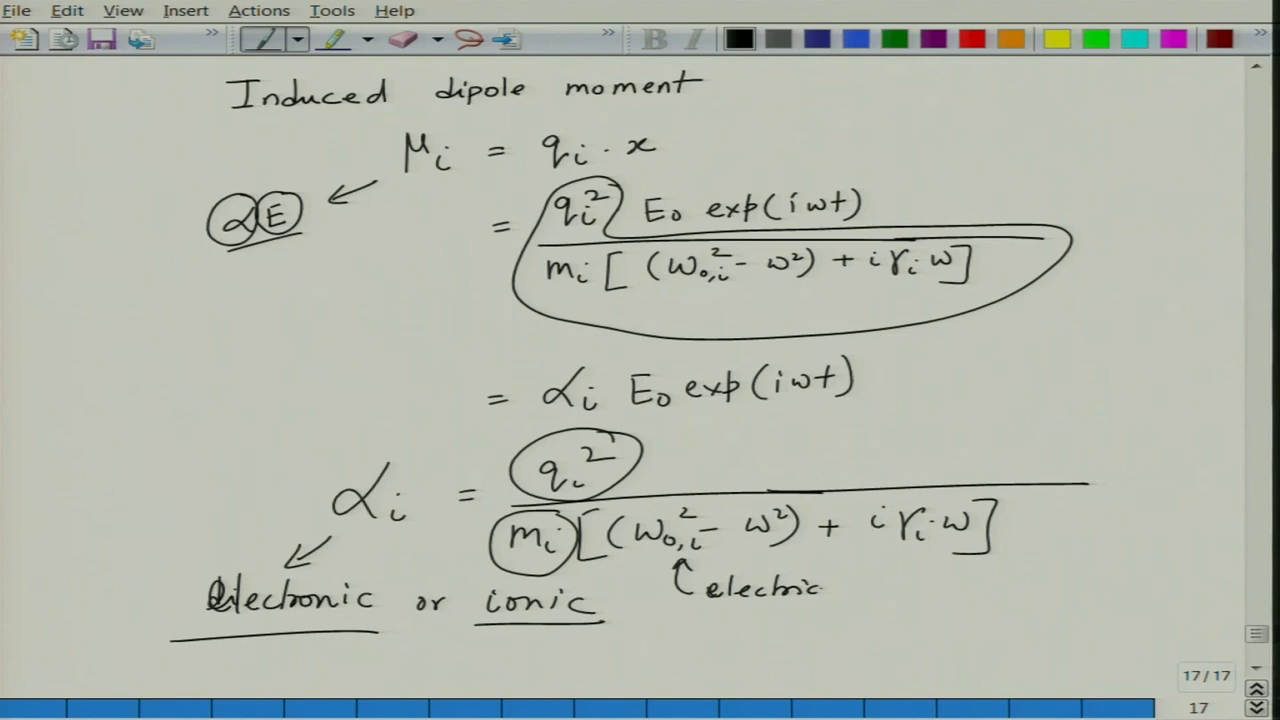 File Edit View Insert Actions Tools Help
B I
Induced dipole moment
μi = qi · x
αE
= qi² E₀ exp(iωt)
mi [ (ω₀,i² - ω²) + iγi ω ]
= αi E₀ exp(iωt)
αi = qi²
mi [ (ω₀,i² - ω²) + iγi·ω ]
electronic or ionic
electric
17 / 17
17